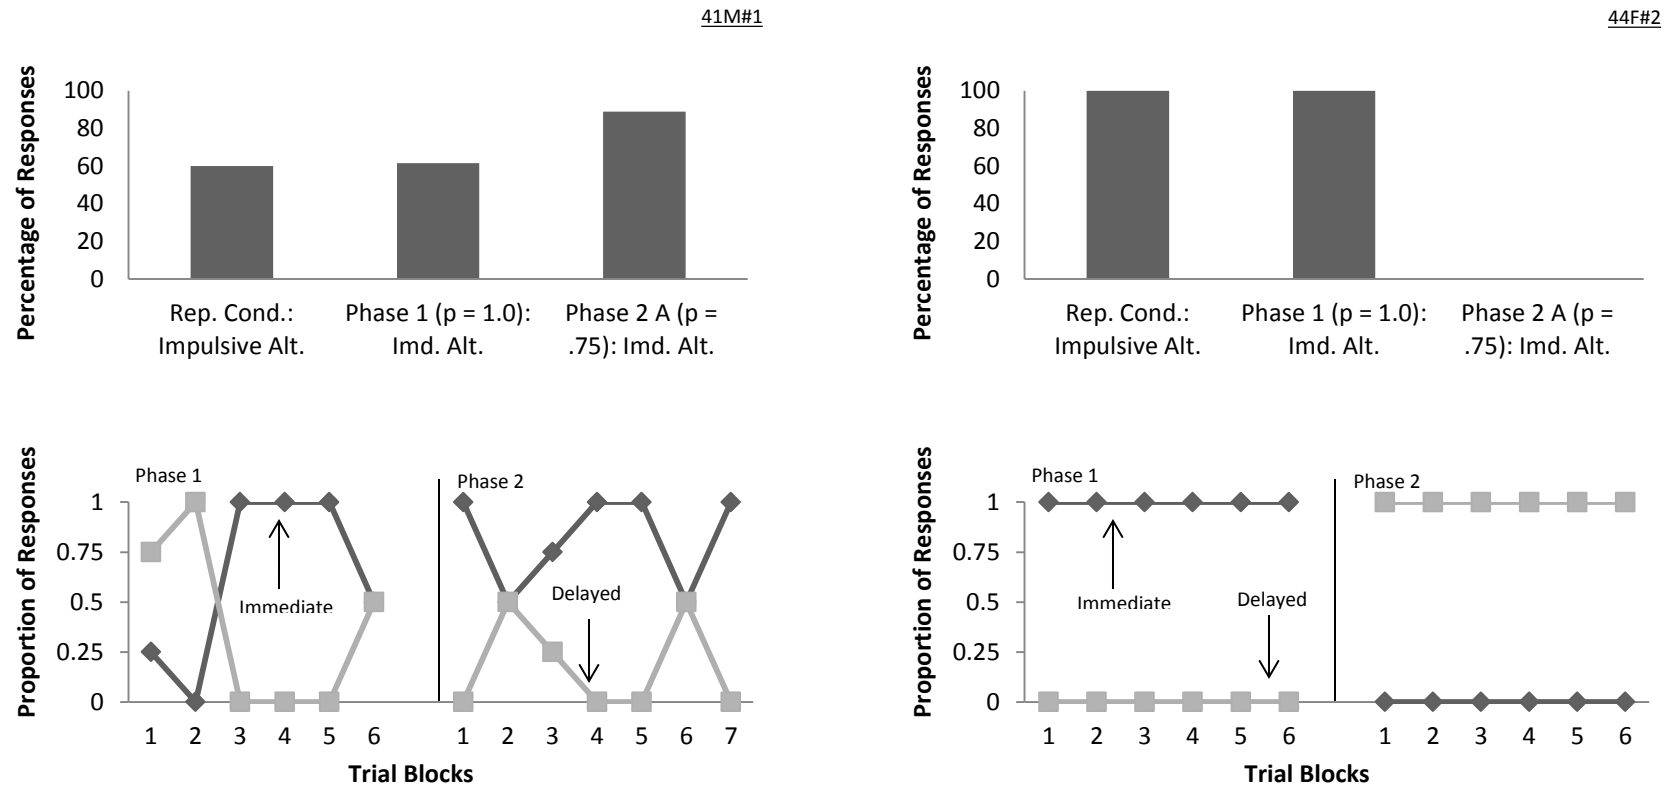 41M#1
Percentage of Responses
100
80
60
40
20
0
Rep. Cond.:
Impulsive Alt.
Phase 1 (p = 1.0):
Imd. Alt.
Phase 2 A (p =
.75): Imd. Alt.
44F#2
Percentage of Responses
100
80
60
40
20
0
Rep. Cond.:
Impulsive Alt.
Phase 1 (p = 1.0):
Imd. Alt.
Phase 2 A (p =
.75): Imd. Alt.
Proportion of Responses
Phase 1
Phase 2
1
0.75
0.5
0.25
0
Immediate
Delayed
1 2 3 4 5 6 1 2 3 4 5 6 7
Trial Blocks
Proportion of Responses
Phase 1
Phase 2
1
0.75
0.5
0.25
0
Immediate
Delayed
1 2 3 4 5 6 1 2 3 4 5 6
Trial Blocks